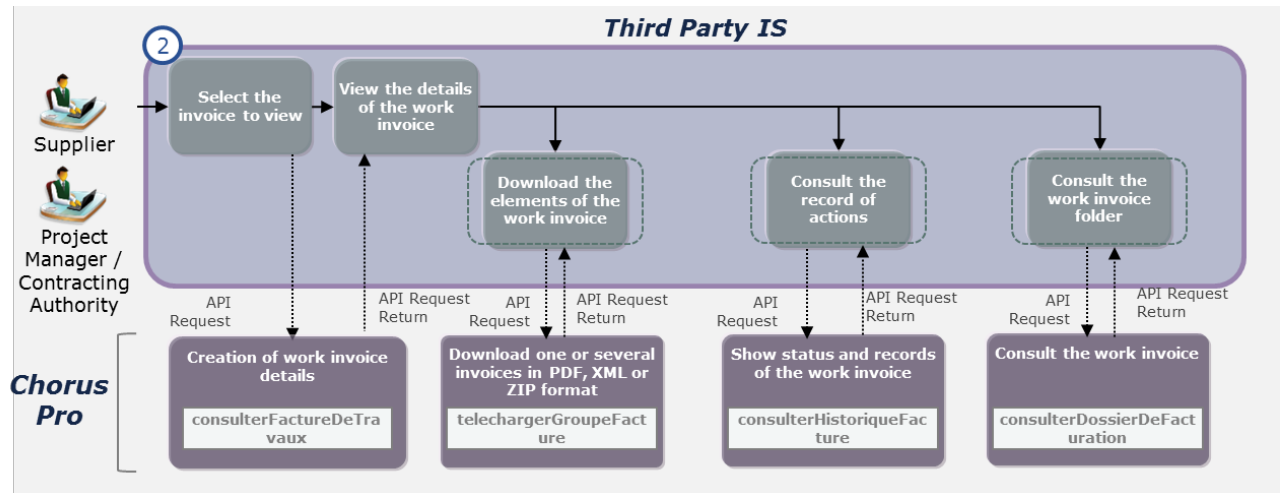 Third Party IS
2
Supplier
Project
Manager /
Contracting
Authority
Select the
invoice to view
View the details
of the work
invoice
Download the
elements of the
work invoice
Consult the
record of
actions
Consult the
work invoice
folder
API
Request
API Request
Return
API
Request
API Request
Return
API
Request
API Request
Return
API
Request
API Request
Return
Chorus
Pro
Creation of work invoice
details
consulterFactureDeTra
vaux
Download one or several
invoices in PDF, XML or
ZIP format
telechargerGroupeFact
ure
Show status and records
of the work invoice
consulterHistoriqueFac
ture
Consult the work invoice
consulterDossierDeFact
uration